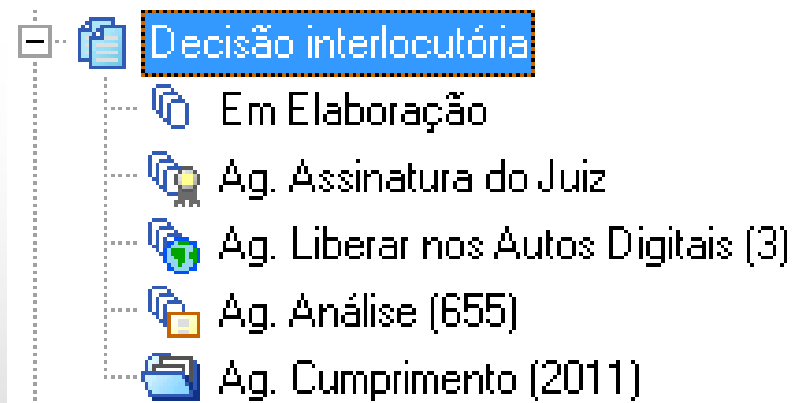 Decisão interlocutória
Em Elaboração
Ag. Assinatura do Juiz
Ag. Liberar nos Autos Digitais (3)
Ag. Análise (655)
Ag. Cumprimento (2011)